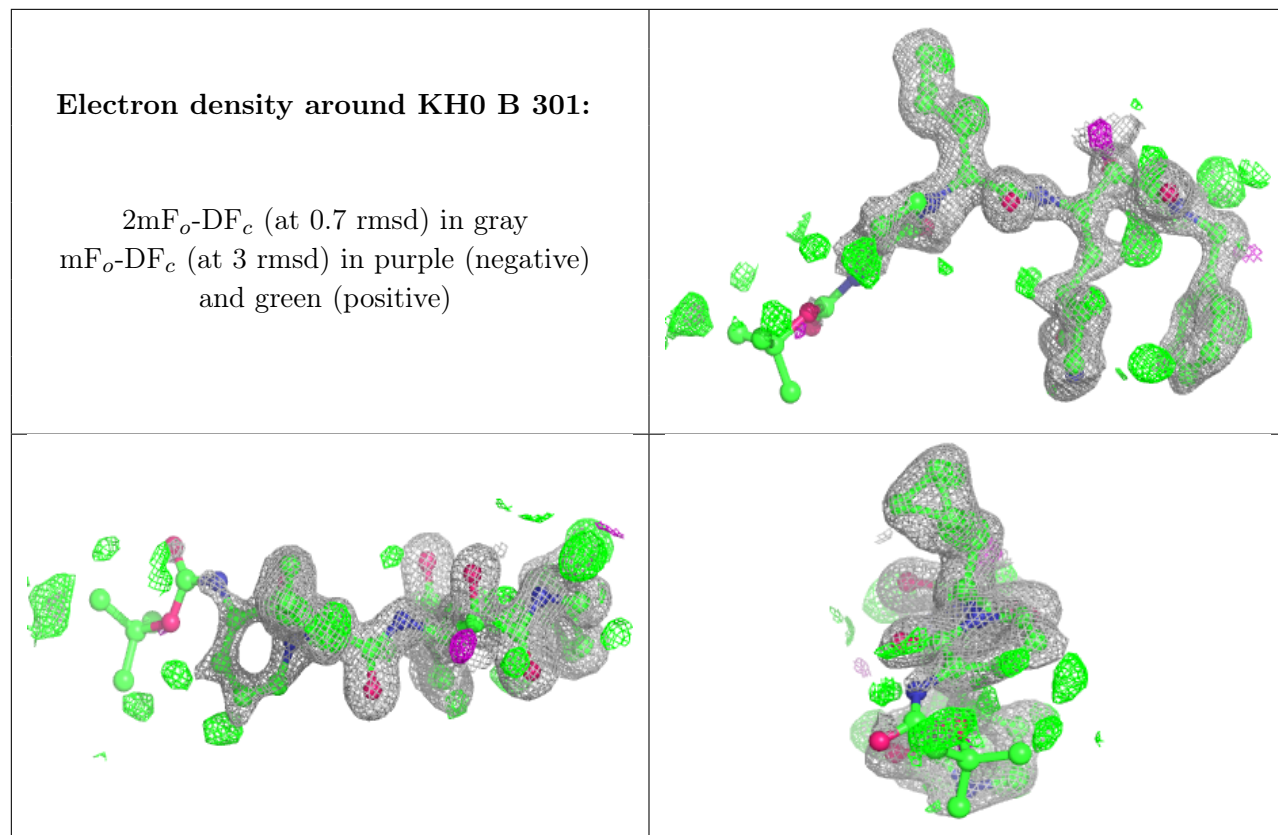 Electron density around KH0 B 301:
2mFo-DFc (at 0.7 rmsd) in gray
mFo-DFc (at 3 rmsd) in purple (negative)
and green (positive)